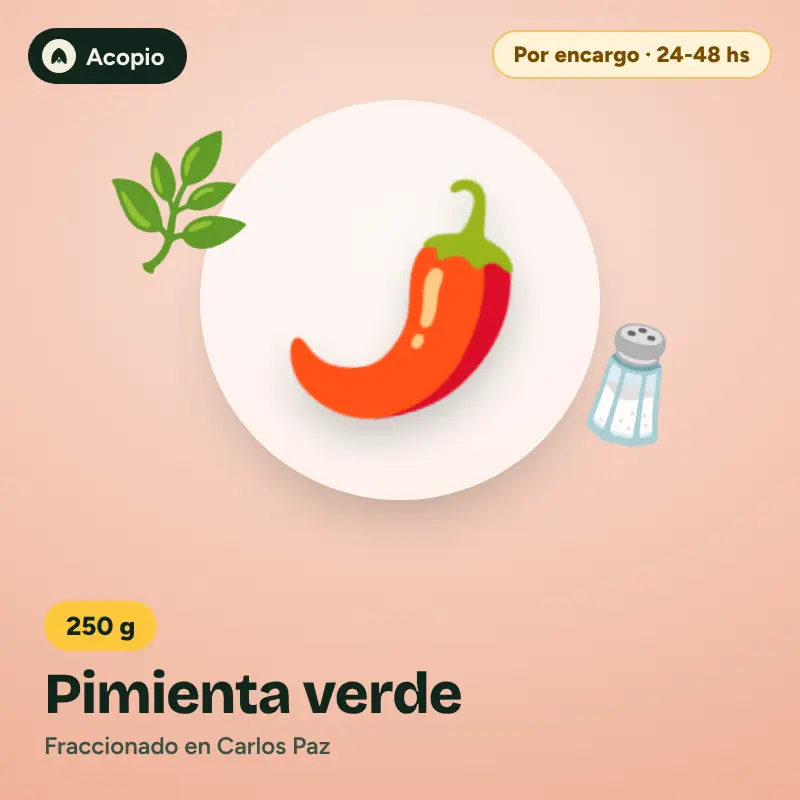 Acopio
Por encargo · 24-48 hs
250 g
Pimienta verde
Fraccionado en Carlos Paz